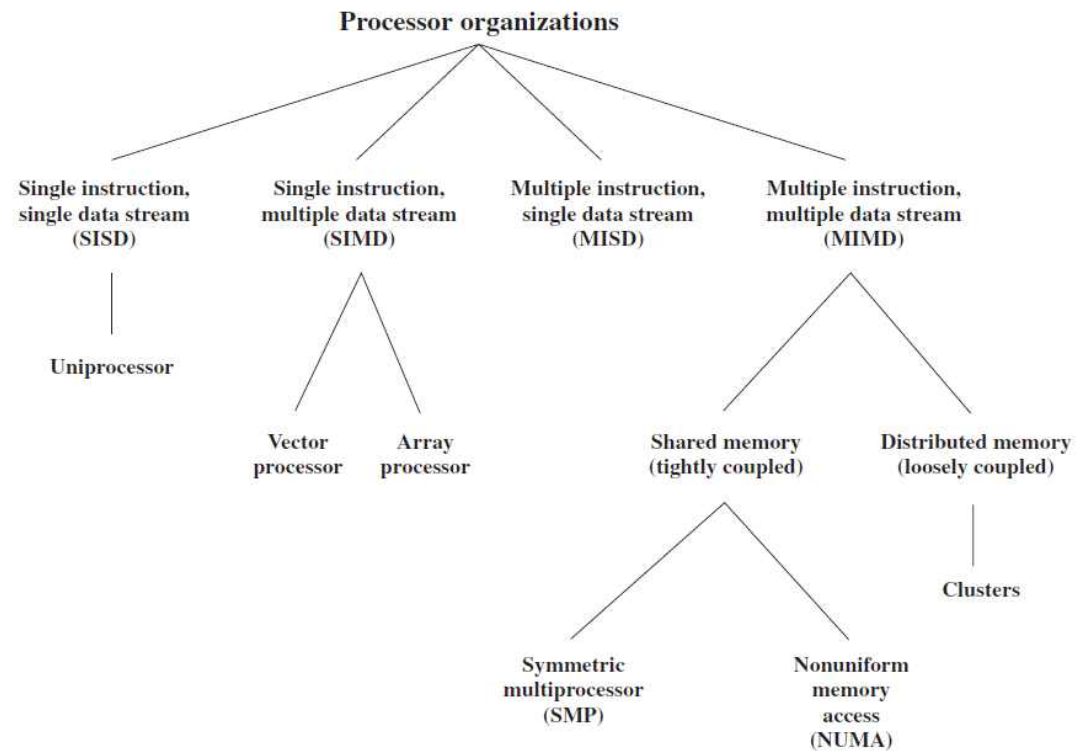 Processor organizations
Single instruction,
single data stream
(SISD)
Single instruction,
multiple data stream
(SIMD)
Multiple instruction,
single data stream
(MISD)
Multiple instruction,
multiple data stream
(MIMD)
Uniprocessor
Vector
processor
Array
processor
Shared memory
(tightly coupled)
Distributed memory
(loosely coupled)
Clusters
Symmetric
multiprocessor
(SMP)
Nonuniform
memory
access
(NUMA)